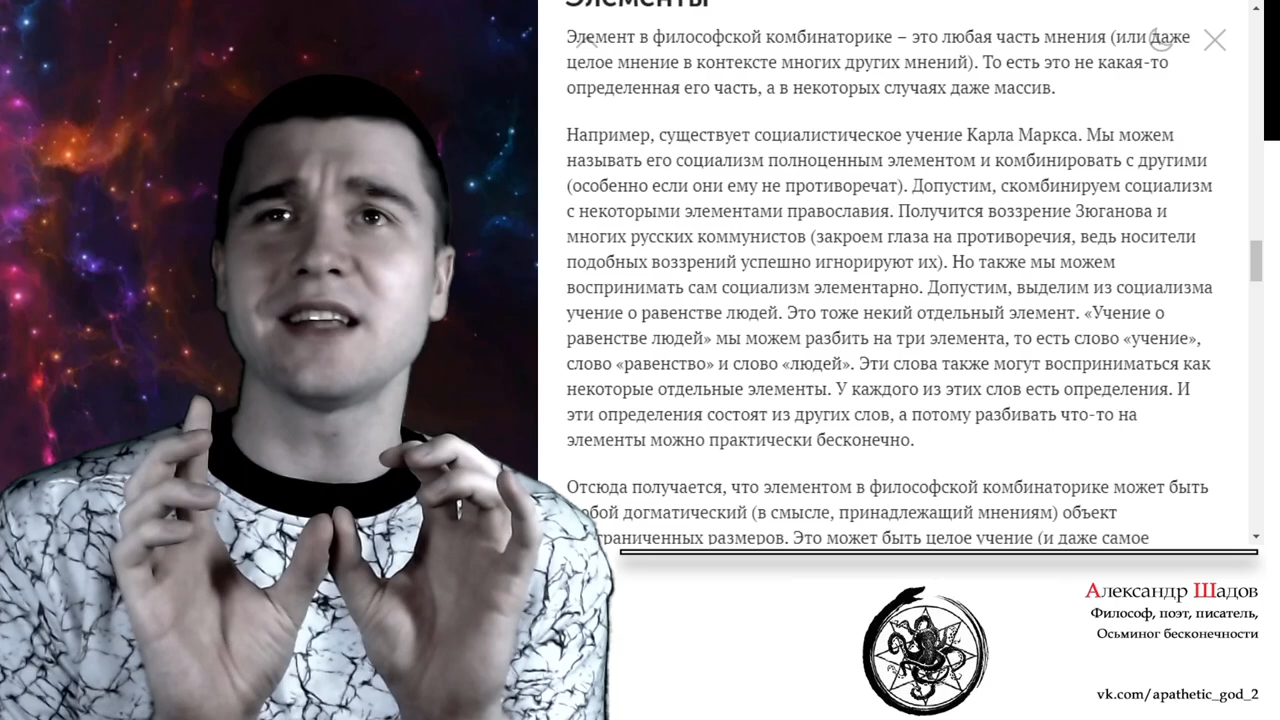 Элементы
Элемент в философской комбинаторике – это любая часть мнения (или даже
целое мнение в контексте многих других мнений). То есть это не какая-то
определенная его часть, а в некоторых случаях даже массив.
Например, существует социалистическое учение Карла Маркса. Мы можем
называть его социализм полноценным элементом и комбинировать с другими
(особенно если они ему не противоречат). Допустим, скомбинируем социализм
с некоторыми элементами православия. Получится воззрение Зюганова и
многих русских коммунистов (закроем глаза на противоречия, ведь носители
подобных воззрений успешно игнорируют их). Но также мы можем
воспринимать сам социализм элементарно. Допустим, выделим из социализма
учение о равенстве людей. Это тоже некий отдельный элемент. «Учение о
равенстве людей» мы можем разбить на три элемента, то есть слово «учение»,
слово «равенство» и слово «людей». Эти слова также могут восприниматься как
некоторые отдельные элементы. У каждого из этих слов есть определения. И
эти определения состоят из других слов, а потому разбивать что-то на
элементы можно практически бесконечно.
Отсюда получается, что элементом в философской комбинаторике может быть
любой догматический (в смысле, принадлежащий мнениям) объект
граниченных размеров. Это может быть целое учение (и даже самое
Александр Шадов
Философ, поэт, писатель,
Осьминог бесконечности
vk.com/apathetic_god_2